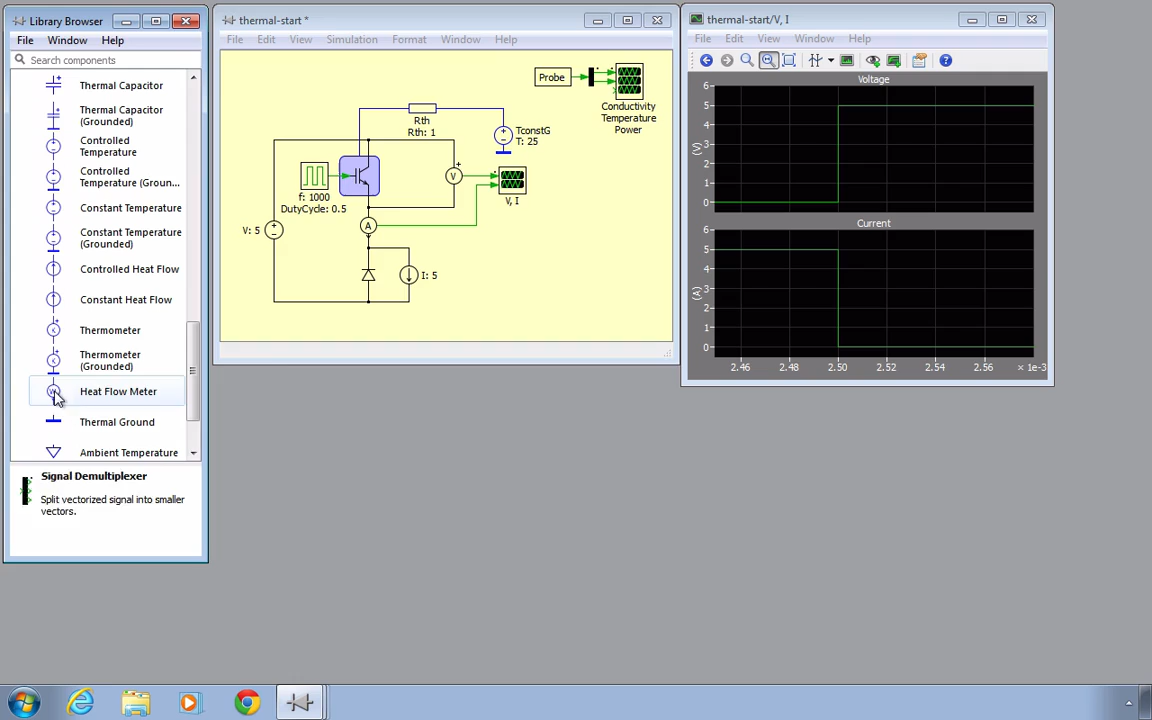 Library Browser
File Window Help
Search components
Thermal Capacitor
Thermal Capacitor
(Grounded)
Controlled
Temperature
Controlled
Temperature (Groun...
Constant Temperature
Constant Temperature
(Grounded)
Controlled Heat Flow
Constant Heat Flow
Thermometer
Thermometer
(Grounded)
Heat Flow Meter
Thermal Ground
Ambient Temperature
Signal Demultiplexer
Split vectorized signal into smaller
vectors.
thermal-start *
File Edit View Simulation Format Window Help
Probe
Conductivity
Temperature
Power
Rth
Rth: 1
TconstG
T: 25
f: 1000
DutyCycle: 0.5
V
V, I
V: 5
A
I: 5
thermal-start/V, I
File Edit View Window Help
Voltage
(V)
6
5
4
3
2
1
0
Current
(A)
6
5
4
3
2
1
0
2.46 2.48 2.50 2.52 2.54 2.56 × 1e-3